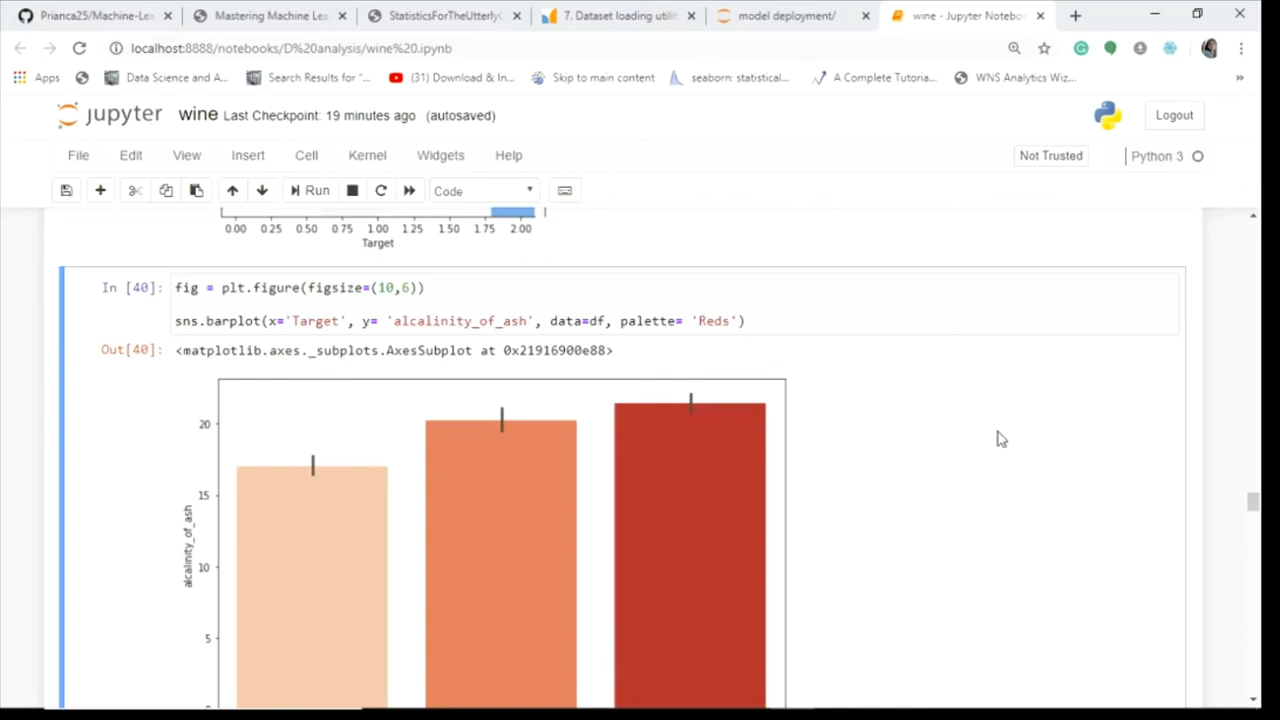 Prianca25/Machine-Lea
Mastering Machine Lea
StatisticsForTheUtterlyC
7. Dataset loading utilit
model deployment/
wine - Jupyter Notebo
localhost:8888/notebooks/D%20analysis/wine%20.ipynb
Apps
Data Science and A...
Search Results for "...
(31) Download & In...
Skip to main content
seaborn: statistical...
A Complete Tutoria...
WNS Analytics Wiz...
»
jupyter wine Last Checkpoint: 19 minutes ago (autosaved)
Logout
File Edit View Insert Cell Kernel Widgets Help
Not Trusted
Python 3
Run
Code
0.00 0.25 0.50 0.75 1.00 1.25 1.50 1.75 2.00
Target
In [40]: fig = plt.figure(figsize=(10,6))
sns.barplot(x='Target', y= 'alcalinity_of_ash', data=df, palette= 'Reds')
Out[40]: <matplotlib.axes._subplots.AxesSubplot at 0x21916900e88>
20
15
10
5
alcalinity_of_ash